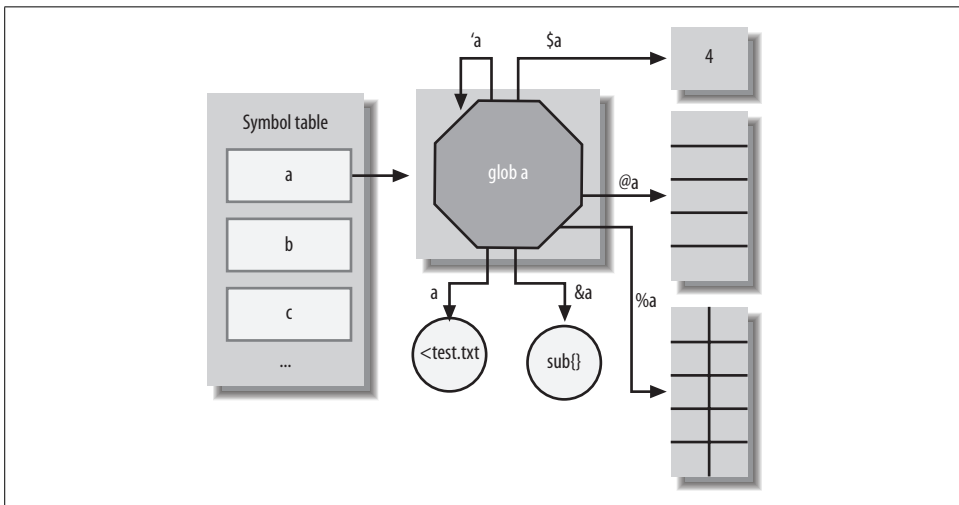 ‘a
$a
4
Symbol table
a
glob a
@a
b
a
&a
%a
c
<test.txt
sub{}
...